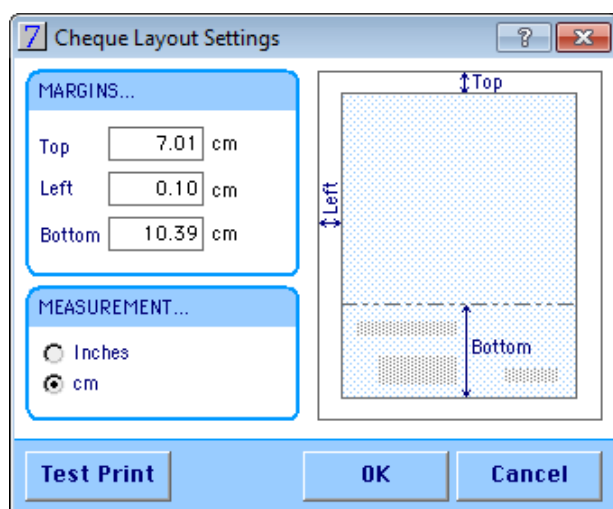 7 Cheque Layout Settings
?
MARGINS...
Top 7.01 cm
Left 0.10 cm
Bottom 10.39 cm
MEASUREMENT...
Inches
cm
Top
Left
Bottom
Test Print OK Cancel